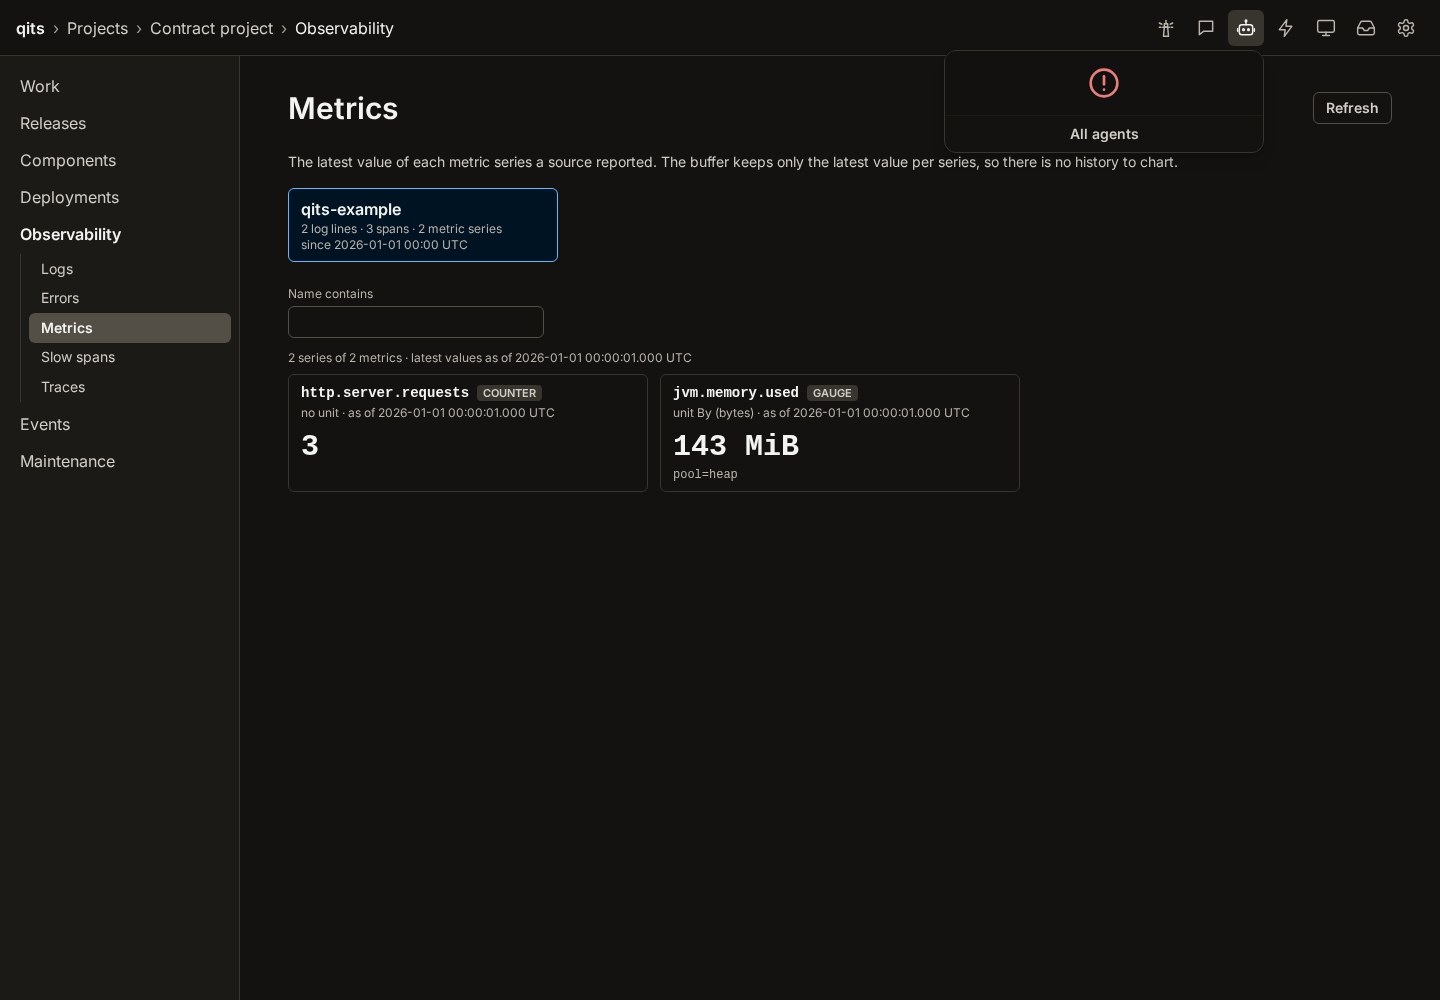 qits › Projects › Contract project › Observability
Work
Releases
Components
Deployments
Observability
Logs
Errors
Metrics
Slow spans
Traces
Events
Maintenance
Metrics
All agents
Refresh
The latest value of each metric series a source reported. The buffer keeps only the latest value per series, so there is no history to chart.
qits-example
2 log lines · 3 spans · 2 metric series
since 2026-01-01 00:00 UTC
Name contains
2 series of 2 metrics · latest values as of 2026-01-01 00:00:01.000 UTC
http.server.requests COUNTER
no unit · as of 2026-01-01 00:00:01.000 UTC
3
jvm.memory.used GAUGE
unit By (bytes) · as of 2026-01-01 00:00:01.000 UTC
143 MiB
pool=heap